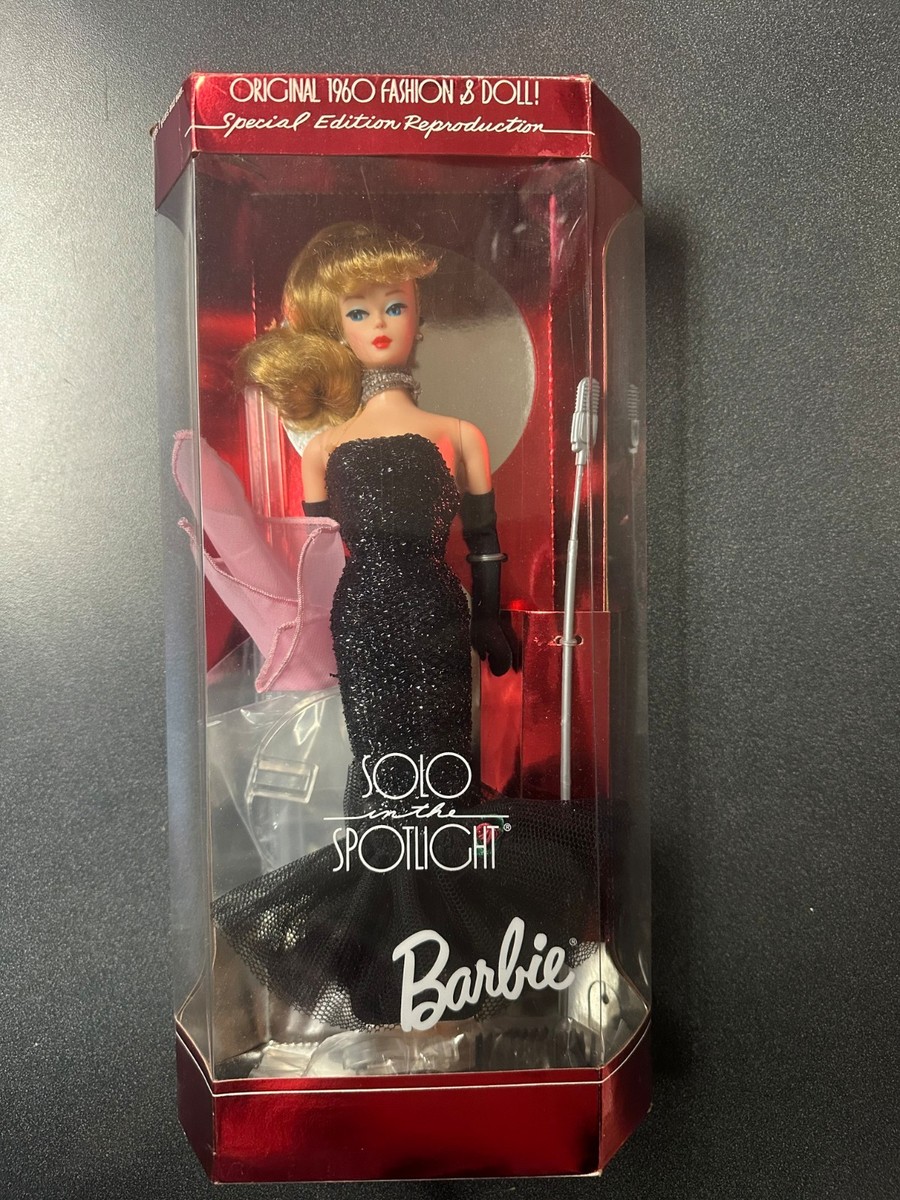 ORIGINAL 1960 FASHION & DOLL!
Special Edition Reproduction
SOLO
in the
SPOTLIGHT®
Barbie®